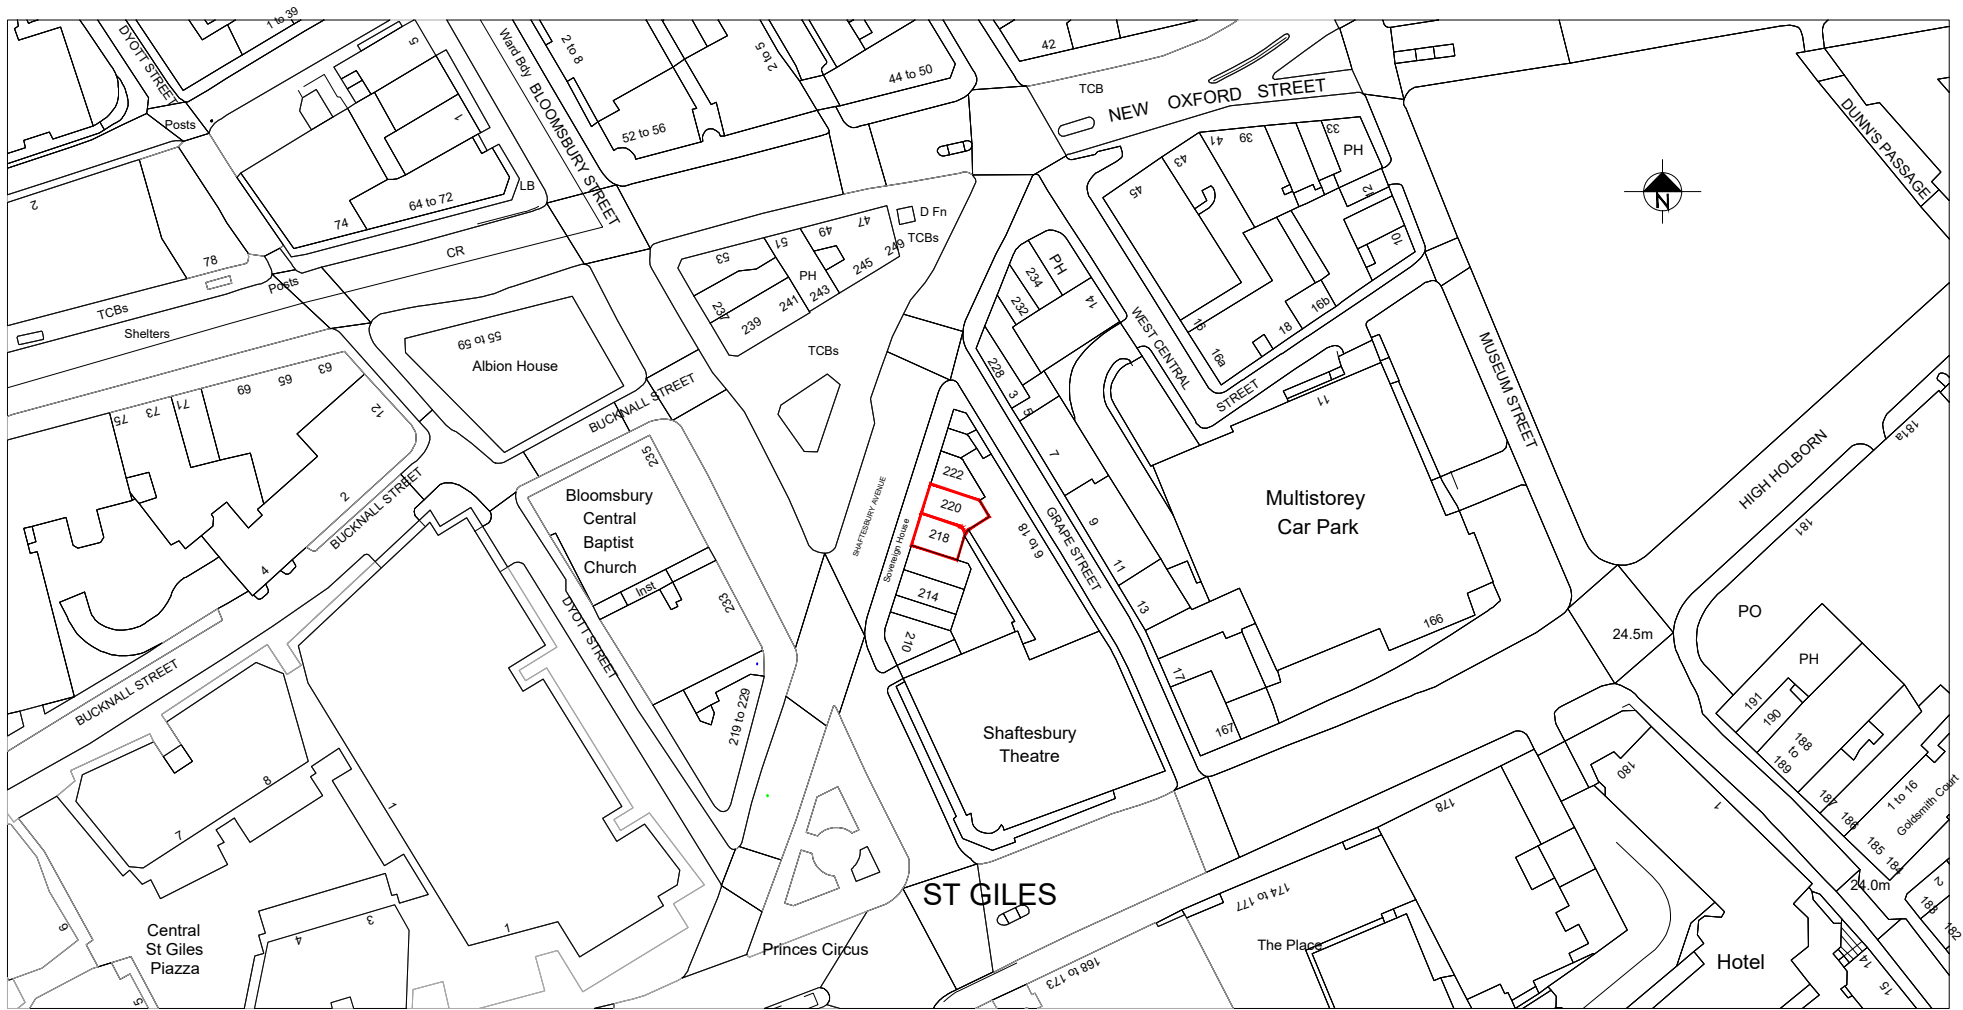 DYOTT STREET
1 to 39
5
Ward Bdy
BLOOMSBURY STREET
2 to 8
2 to 5
44 to 50
42
TCB
NEW OXFORD STREET
DUNN'S PASSAGE
Posts
1
52 to 56
LB
64 to 72
74
2
78
CR
Posts
TCBs
Shelters
53
51
49
47
D Fn
TCBs
249
245
243
241
239
237
PH
TCBs
45
43
41
39
33
PH
12
10
16
16a
18
16b
WEST CENTRAL
STREET
PH
234
232
14
228
3
5
7
9
11
13
17
167
GRAPE STREET
MUSEUM STREET
N
HIGH HOLBORN
181a
181
55 to 59
Albion House
BUCKNALL STREET
63
65
69
71
73
75
12
2
4
BUCKNALL STREET
235
Bloomsbury
Central
Baptist
Church
Inst
233
219 to 229
DYOTT STREET
SHAFTESBURY AVENUE
Sovereign House
222
220
218
214
210
9 to 18
11
Multistorey
Car Park
166
24.5m
PO
PH
191
190
188
to
189
187
186
185
184
1 to 16
Goldsmith Court
24.0m
2
183
182
14
15
BUCKNALL STREET
8
7
1
1
Shaftesbury
Theatre
ST GILES
180
1
178
174 to 177
168 to 173
The Place
Hotel
Princes Circus
Central
St Giles
Piazza
9
4
3
5